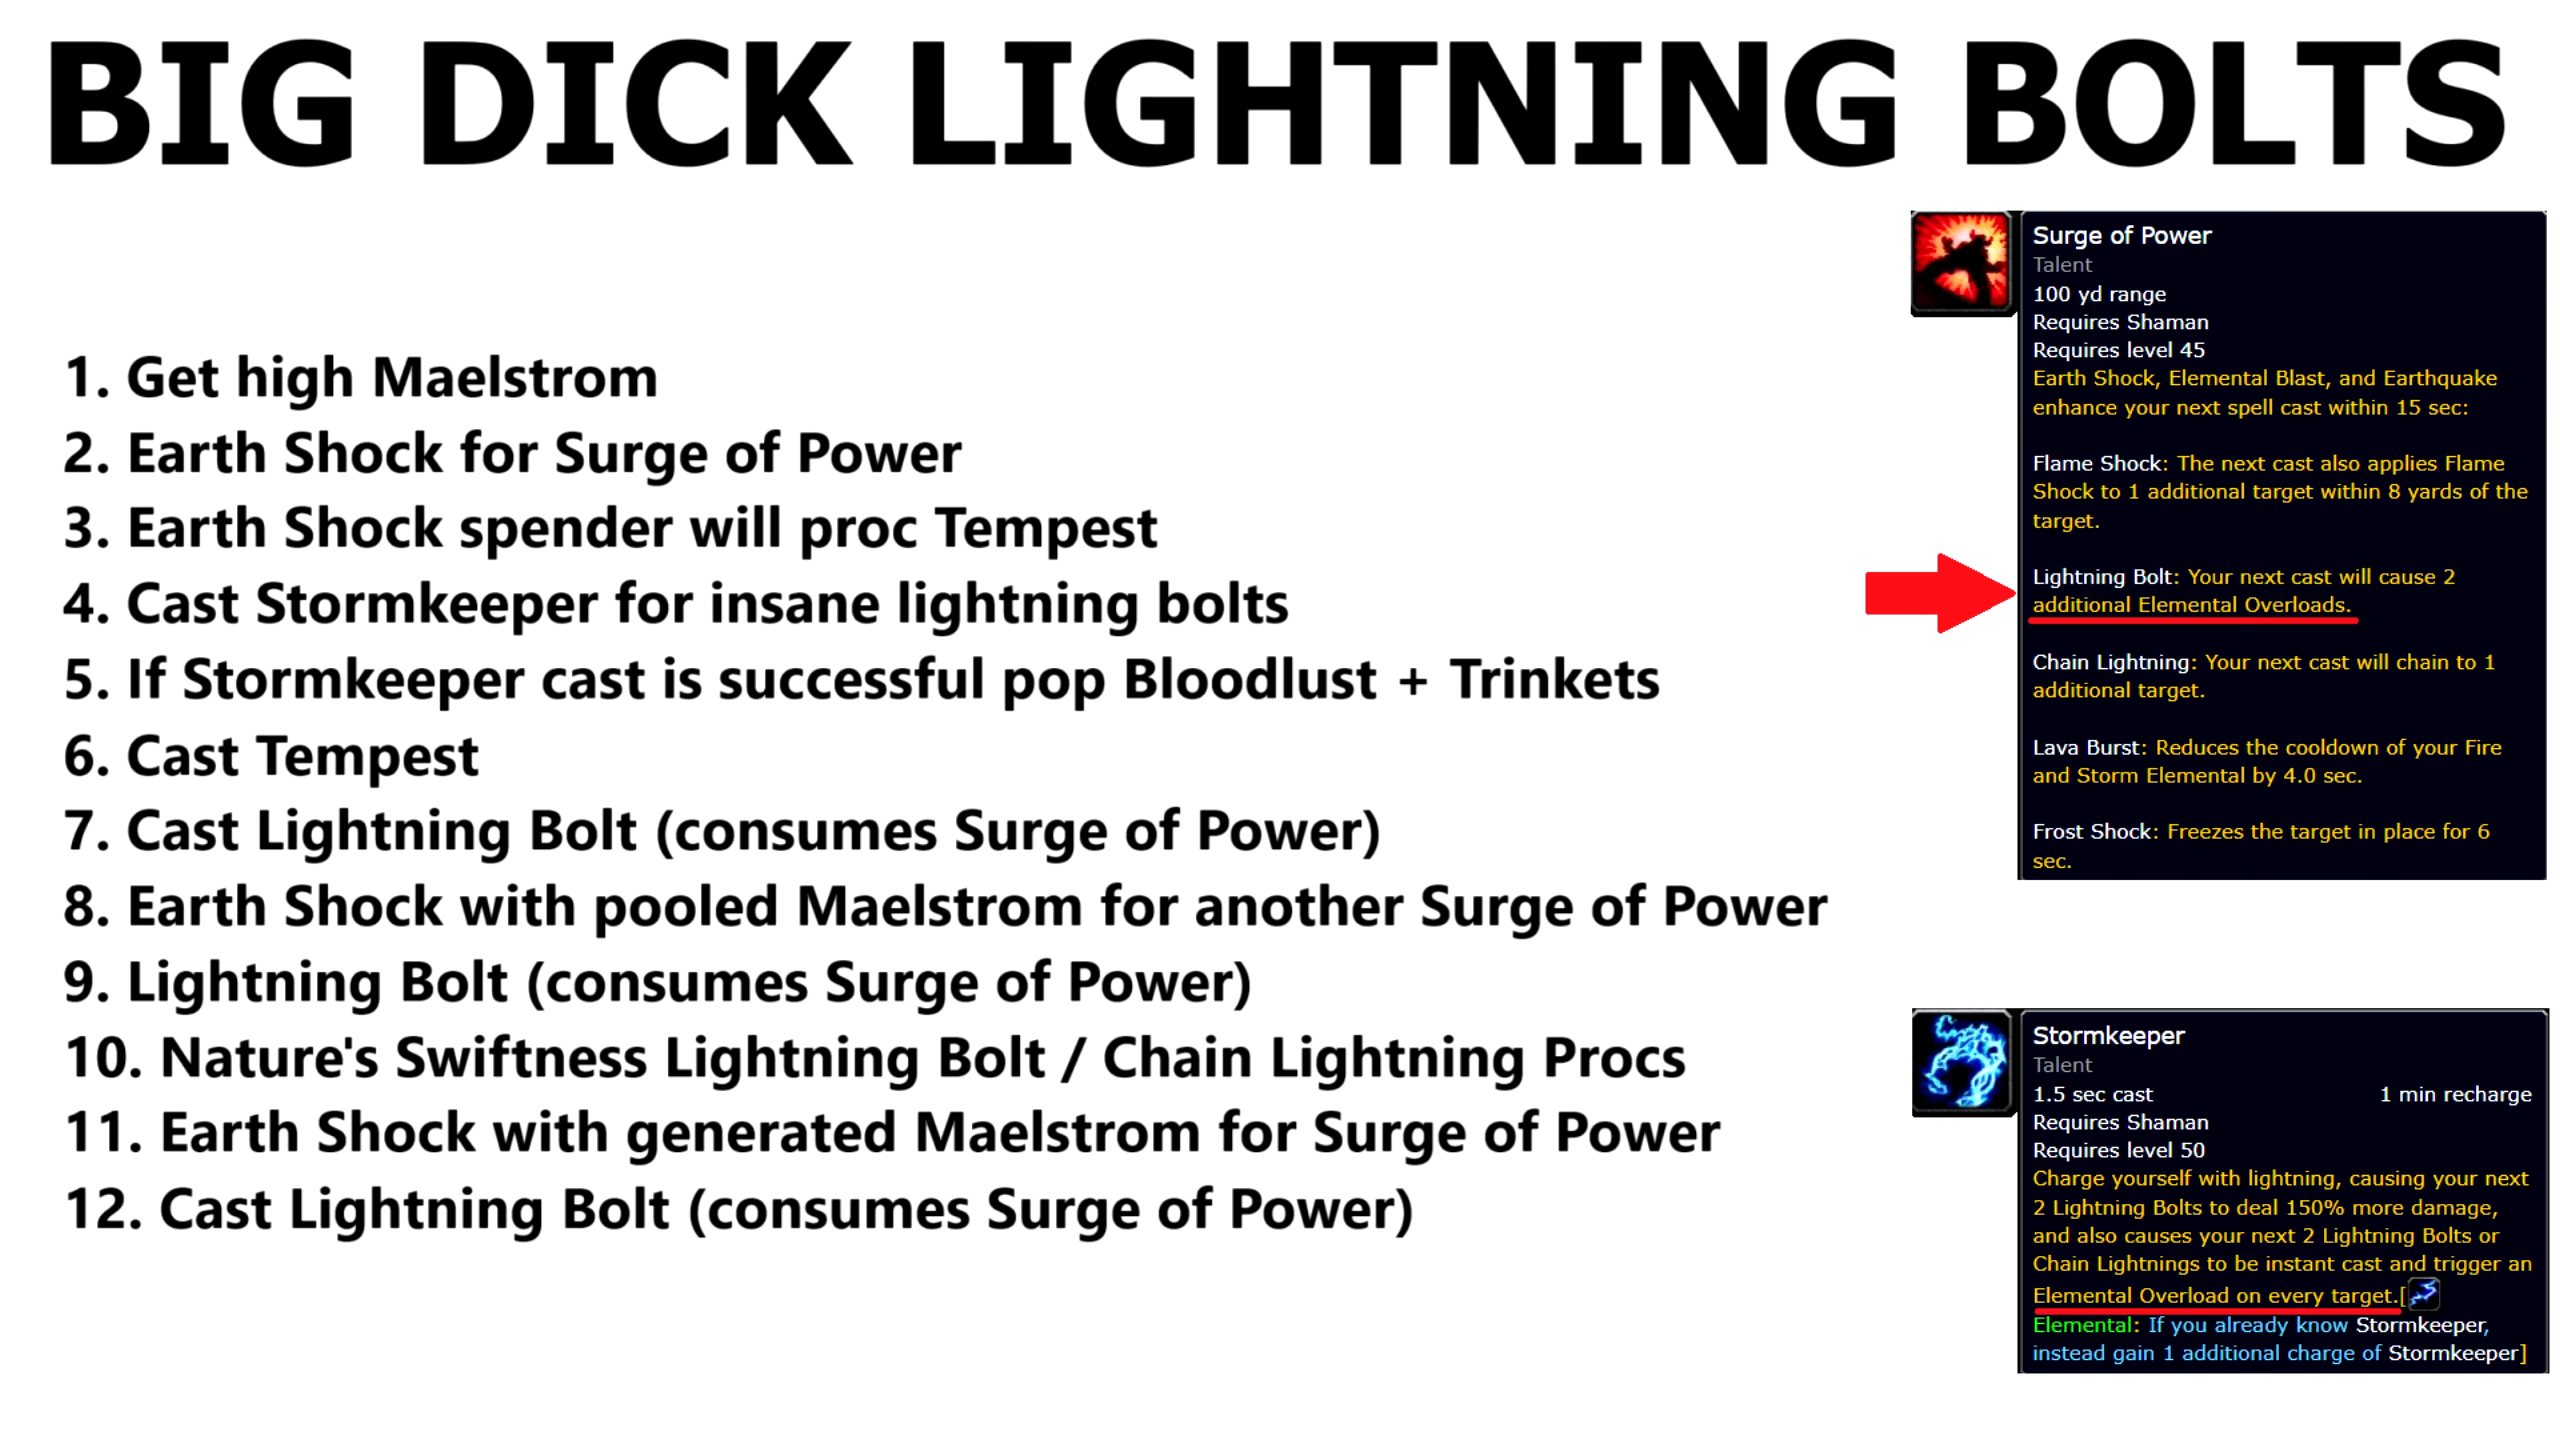 BIG DICK LIGHTNING BOLTS
1. Get high Maelstrom
2. Earth Shock for Surge of Power
3. Earth Shock spender will proc Tempest
4. Cast Stormkeeper for insane lightning bolts
5. If Stormkeeper cast is successful pop Bloodlust + Trinkets
6. Cast Tempest
7. Cast Lightning Bolt (consumes Surge of Power)
8. Earth Shock with pooled Maelstrom for another Surge of Power
9. Lightning Bolt (consumes Surge of Power)
10. Nature's Swiftness Lightning Bolt / Chain Lightning Procs
11. Earth Shock with generated Maelstrom for Surge of Power
12. Cast Lightning Bolt (consumes Surge of Power)
Surge of Power
Talent
100 yd range
Requires Shaman
Requires level 45
Earth Shock, Elemental Blast, and Earthquake
enhance your next spell cast within 15 sec:
Flame Shock: The next cast also applies Flame
Shock to 1 additional target within 8 yards of the
target.
Lightning Bolt: Your next cast will cause 2
additional Elemental Overloads.
Chain Lightning: Your next cast will chain to 1
additional target.
Lava Burst: Reduces the cooldown of your Fire
and Storm Elemental by 4.0 sec.
Frost Shock: Freezes the target in place for 6
sec.
Stormkeeper
Talent
1.5 sec cast 1 min recharge
Requires Shaman
Requires level 50
Charge yourself with lightning, causing your next
2 Lightning Bolts to deal 150% more damage,
and also causes your next 2 Lightning Bolts or
Chain Lightnings to be instant cast and trigger an
Elemental Overload on every target.[
Elemental: If you already know Stormkeeper,
instead gain 1 additional charge of Stormkeeper]